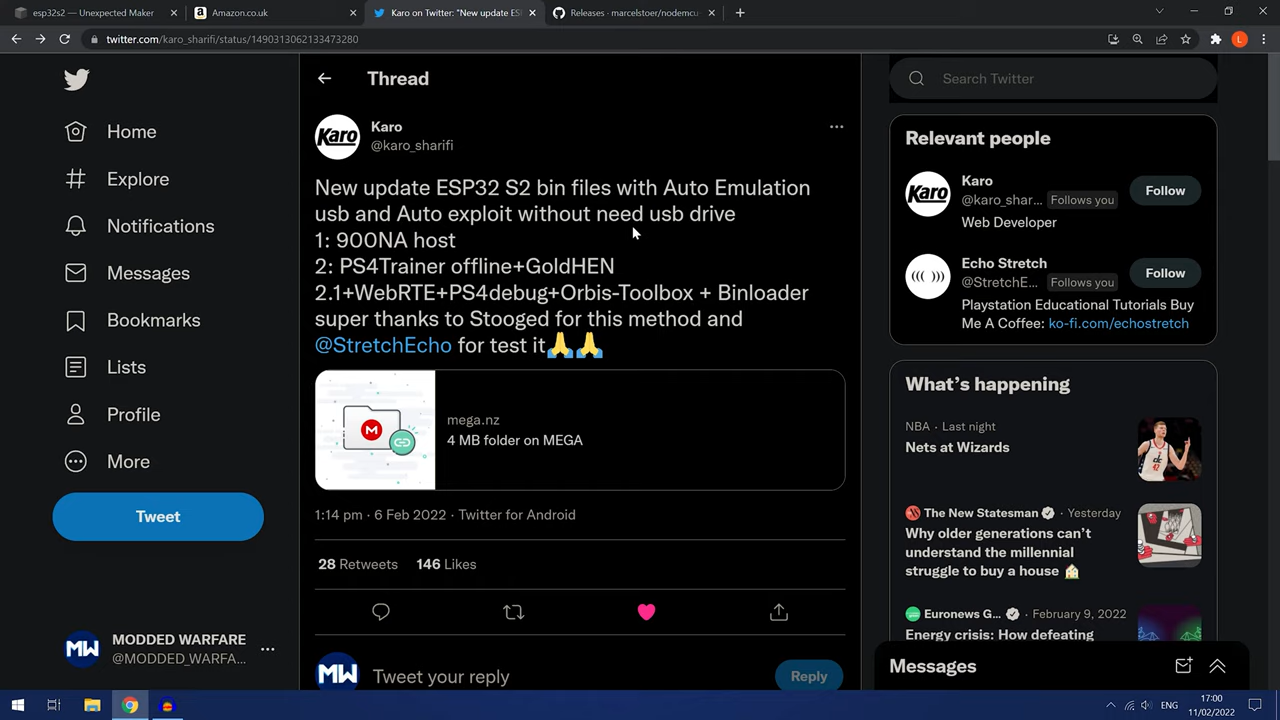 esp32s2 — Unexpected Maker
Amazon.co.uk
Karo on Twitter: "New update ESP
Releases · marcelstoer/nodemcu-
twitter.com/karo_sharifi/status/1490313062133473280
L
Thread
Search Twitter
Home
Explore
Notifications
Messages
Bookmarks
Lists
Profile
More
Tweet
MODDED WARFARE
@MODDED_WARFA...
Karo
Karo
@karo_sharifi
New update ESP32 S2 bin files with Auto Emulation
usb and Auto exploit without need usb drive
1: 900NA host
2: PS4Trainer offline+GoldHEN
2.1+WebRTE+PS4debug+Orbis-Toolbox + Binloader
super thanks to Stooged for this method and
@StretchEcho for test it🙏🙏
M
mega.nz
4 MB folder on MEGA
1:14 pm · 6 Feb 2022 · Twitter for Android
28 Retweets 146 Likes
MW
MW
Tweet your reply
Reply
Relevant people
Karo
Karo
@karo_shar... Follows you
Web Developer
Follow
Echo Stretch
@StretchE... Follows you
Playstation Educational Tutorials Buy
Me A Coffee: ko-fi.com/echostretch
Follow
What's happening
NBA · Last night
Nets at Wizards
The New Statesman · Yesterday
Why older generations can't
understand the millennial
struggle to buy a house 🏠
Euronews G... · February 9, 2022
Energy crisis: How defeating
Messages
ENG
17:00
11/02/2022